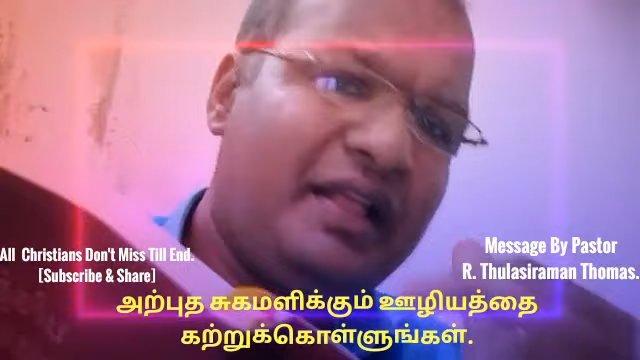 All Christians Don't Miss Till End.
[Subscribe & Share]
Message By Pastor
R. Thulasiraman Thomas.
அற்புத சுகமளிக்கும் ஊழியத்தை
கற்றுக்கொள்ளுங்கள்.